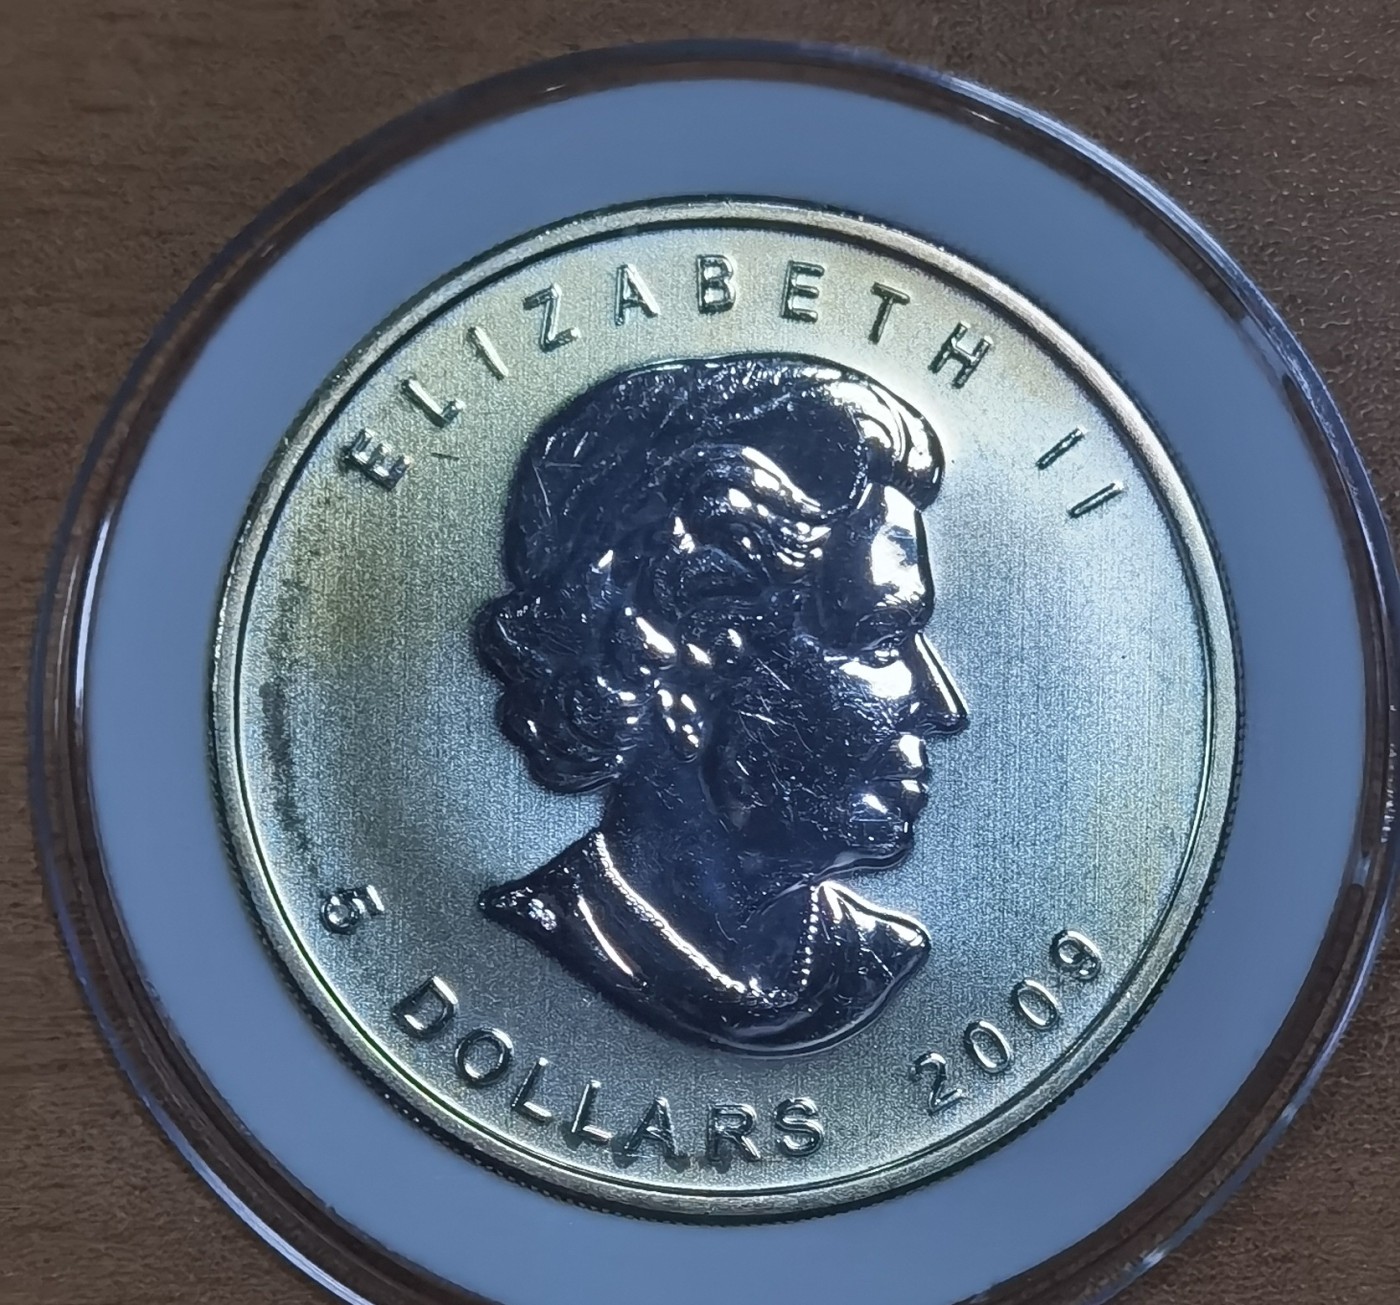 ELIZABETH II
5 DOLLARS 2009